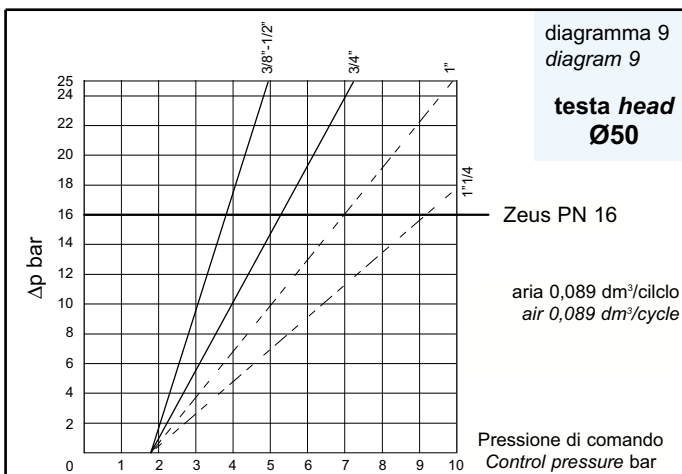 diagramma 9
diagram 9
testa head
Ø50
3/8"-1/2"
3/4"
1"
1"1/4
25
24
22
20
18
16
14
12
10
8
6
4
2
0
Δp bar
Zeus PN 16
aria 0,089 dm³/cilclo
air 0,089 dm³/cycle
1 2 3 4 5 6 7 8 9 10
Pressione di comando
Control pressure bar